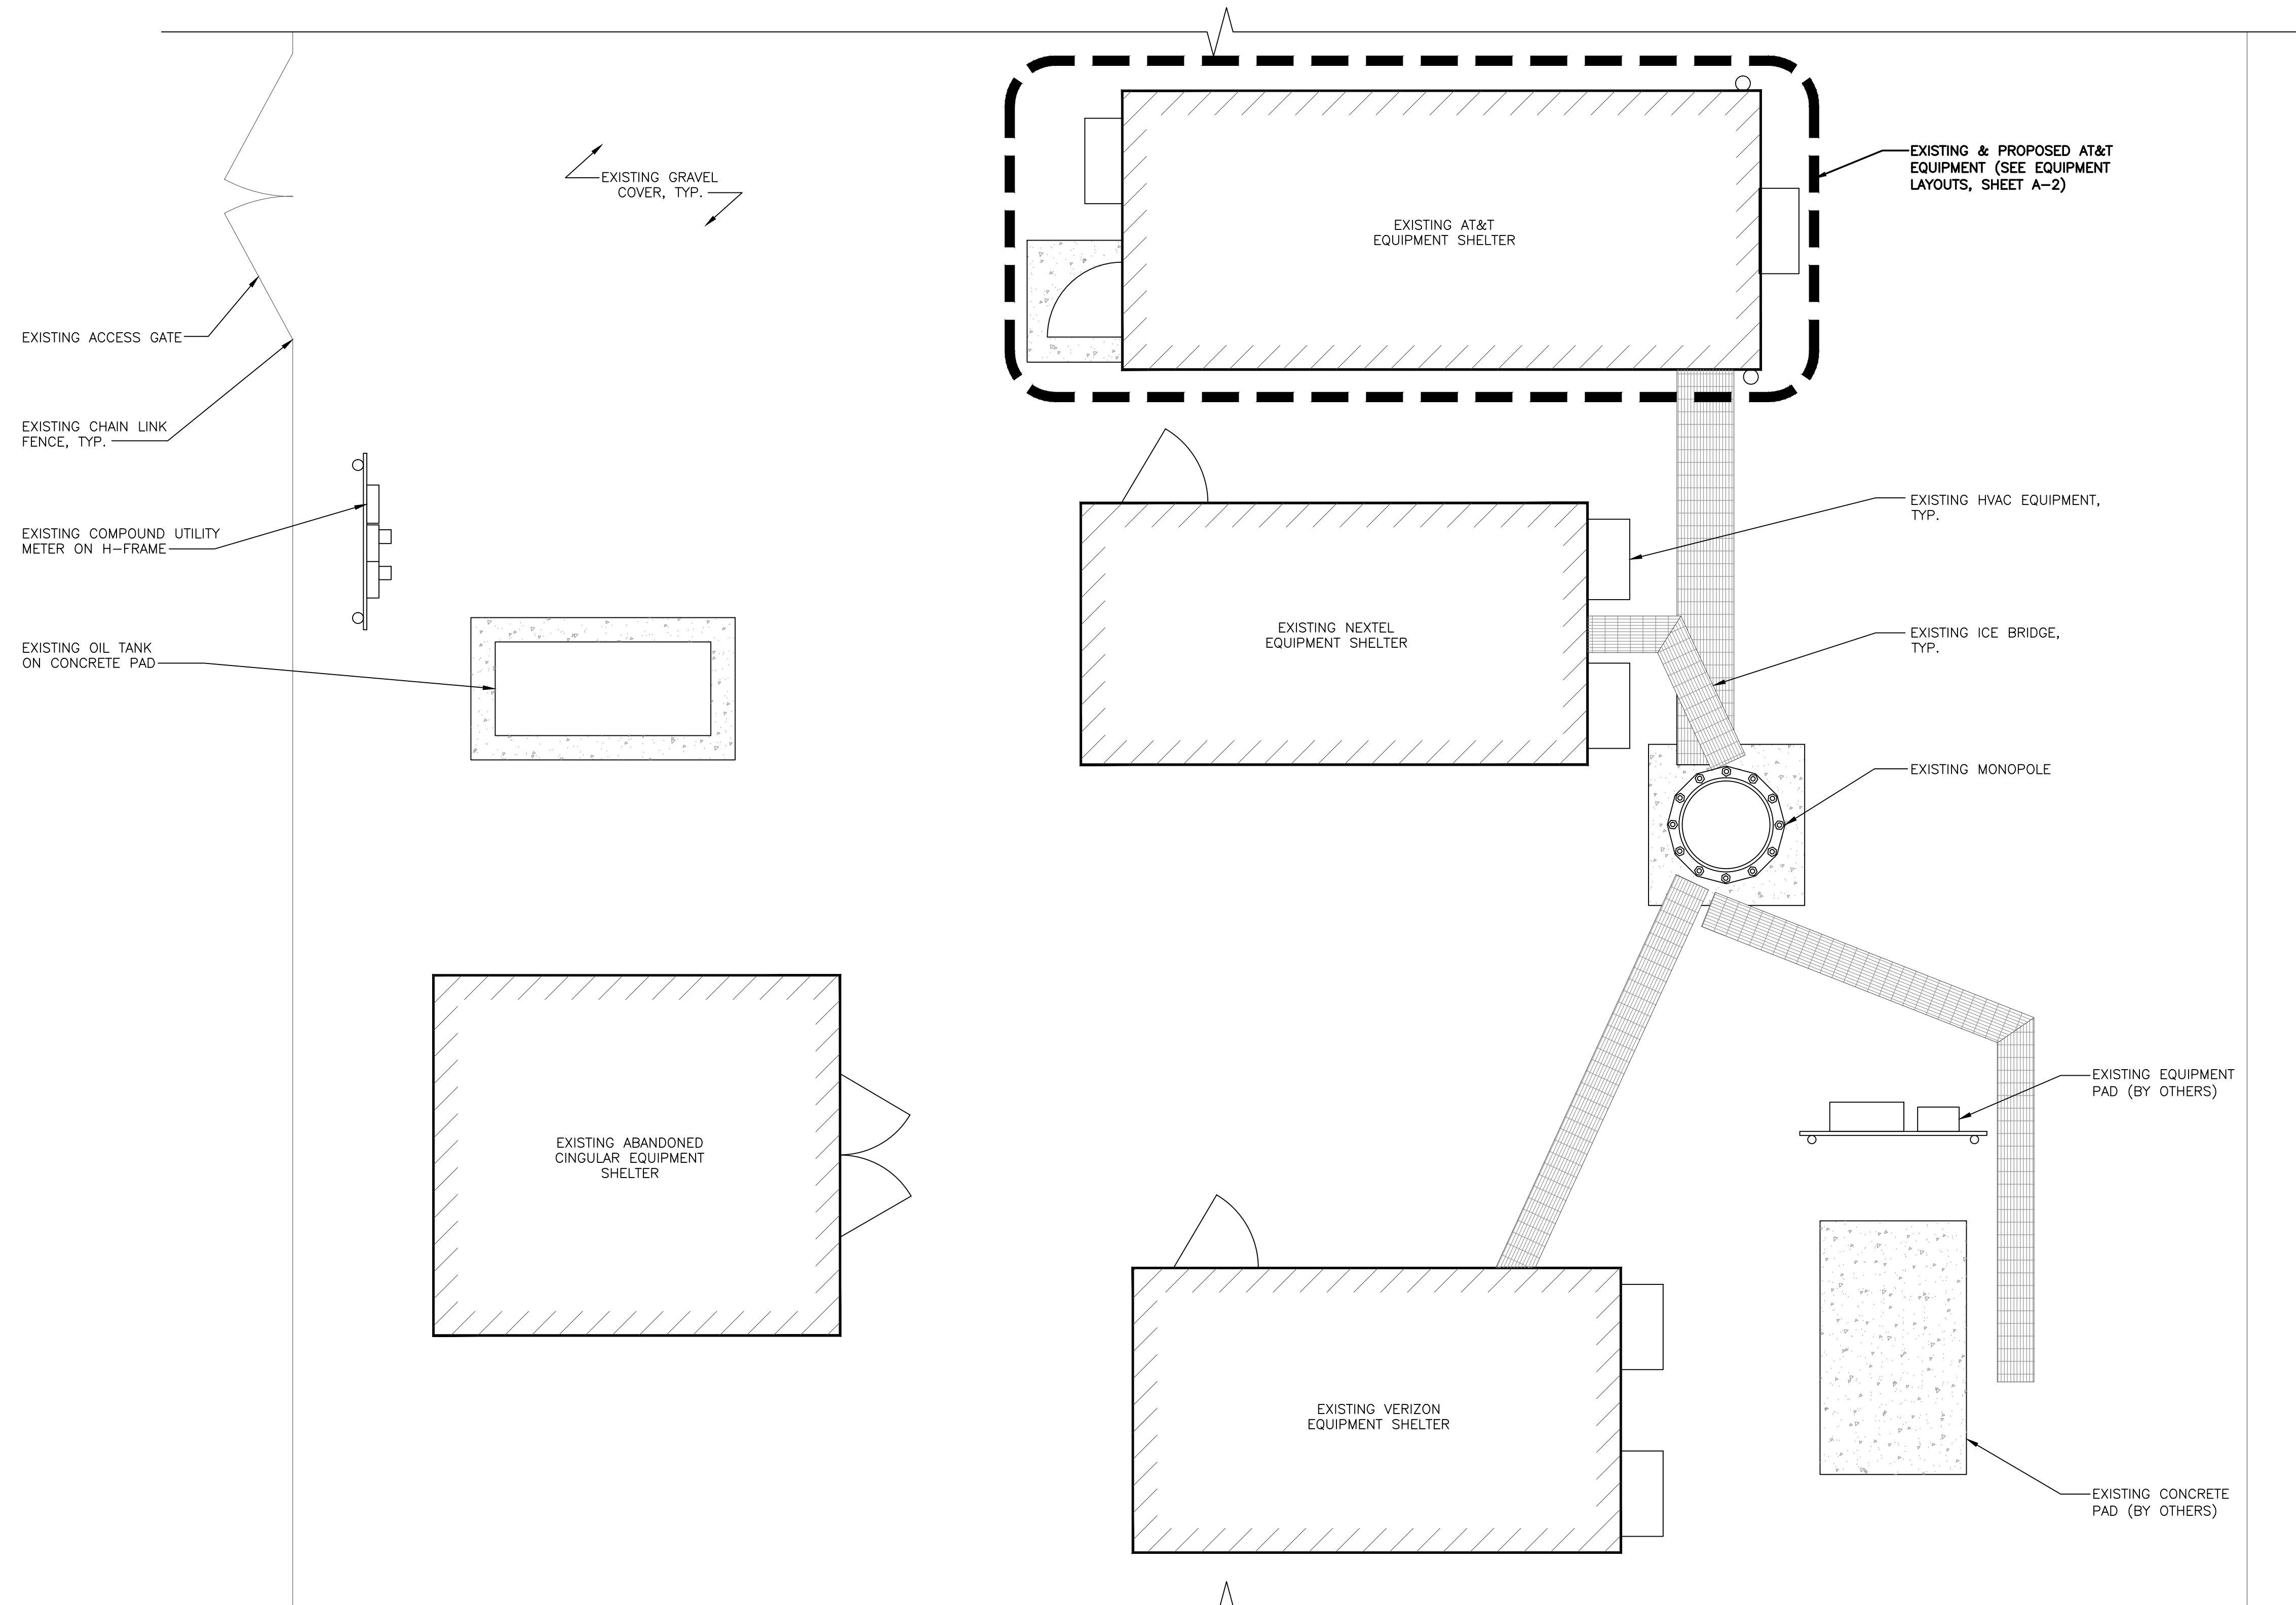 EXISTING & PROPOSED AT&T
EQUIPMENT (SEE EQUIPMENT
LAYOUTS, SHEET A-2)
EXISTING GRAVEL
COVER, TYP.
EXISTING AT&T
EQUIPMENT SHELTER
EXISTING ACCESS GATE
EXISTING CHAIN LINK
FENCE, TYP.
EXISTING HVAC EQUIPMENT,
TYP.
EXISTING COMPOUND UTILITY
METER ON H-FRAME
EXISTING NEXTEL
EQUIPMENT SHELTER
EXISTING ICE BRIDGE,
TYP.
EXISTING OIL TANK
ON CONCRETE PAD
EXISTING MONOPOLE
EXISTING EQUIPMENT
PAD (BY OTHERS)
EXISTING ABANDONED
CINGULAR EQUIPMENT
SHELTER
EXISTING VERIZON
EQUIPMENT SHELTER
EXISTING CONCRETE
PAD (BY OTHERS)